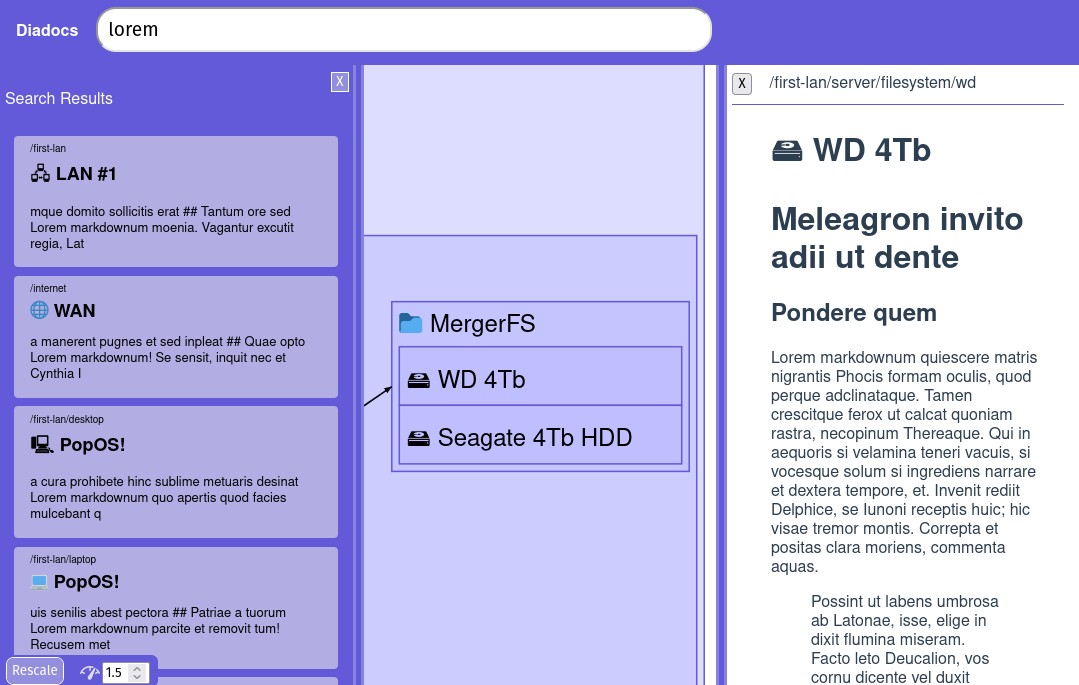 Diadocs
lorem
X
Search Results
/first-lan
LAN #1
mque domito sollicitis erat ## Tantum ore sed
Lorem markdownum moenia. Vagantur excutit
regia, Lat
/internet
WAN
a manerent pugnes et sed inpleat ## Quae opto
Lorem markdownum! Se sensit, inquit nec et
Cynthia I
/first-lan/desktop
PopOS!
a cura prohibete hinc sublime metuaris desinat
Lorem markdownum quo apertis quod facies
mulcebant q
/first-lan/laptop
PopOS!
uis senilis abest pectora ## Patriae a tuorum
Lorem markdownum parcite et removit tum!
Recusem met
Rescale
1.5
MergerFS
WD 4Tb
Seagate 4Tb HDD
X
/first-lan/server/filesystem/wd
WD 4Tb
Meleagron invito
adii ut dente
Pondere quem
Lorem markdownum quiescere matris
nigrantis Phocis formam oculis, quod
perque adclinataque. Tamen
crescitque ferox ut calcat quoniam
rastra, necopinum Thereaque. Qui in
aequoris si velamina teneri vacuis, si
vocesque solum si ingrediens narrare
et dextera tempore, et. Invenit rediit
Delphice, se Iunoni receptis huic; hic
visae tremor montis. Correpta et
positas clara moriens, commenta
aquas.
Possint ut labens umbrosa
ab Latonae, isse, elige in
dixit flumina miseram.
Facto leto Deucalion, vos
cornu dicente vel duxit